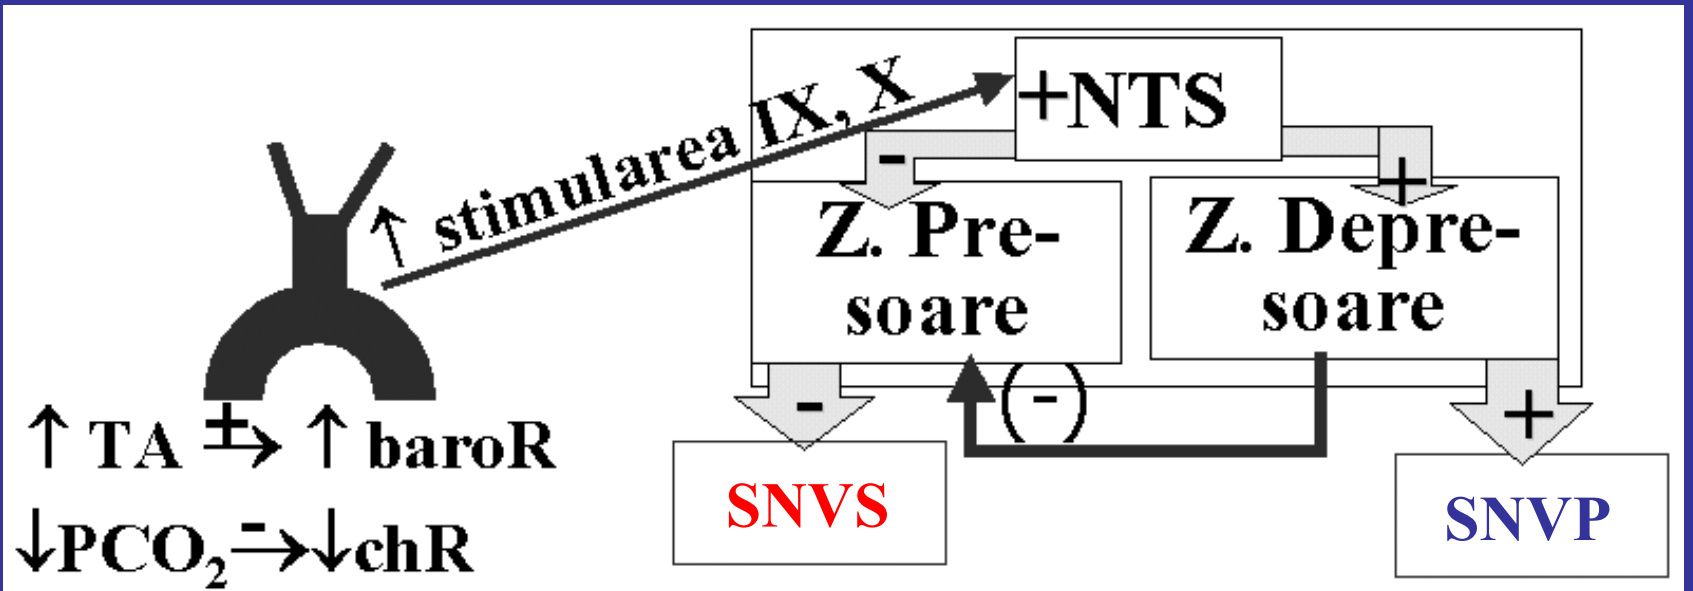 ↑ stimularea IX, X
+NTS
-
+
Z. Pre-
soare
Z. Depre-
soare
(-)
-
+
↑ TA ±→ ↑ baroR
↓PCO₂ -→↓chR
SNVS
SNVP